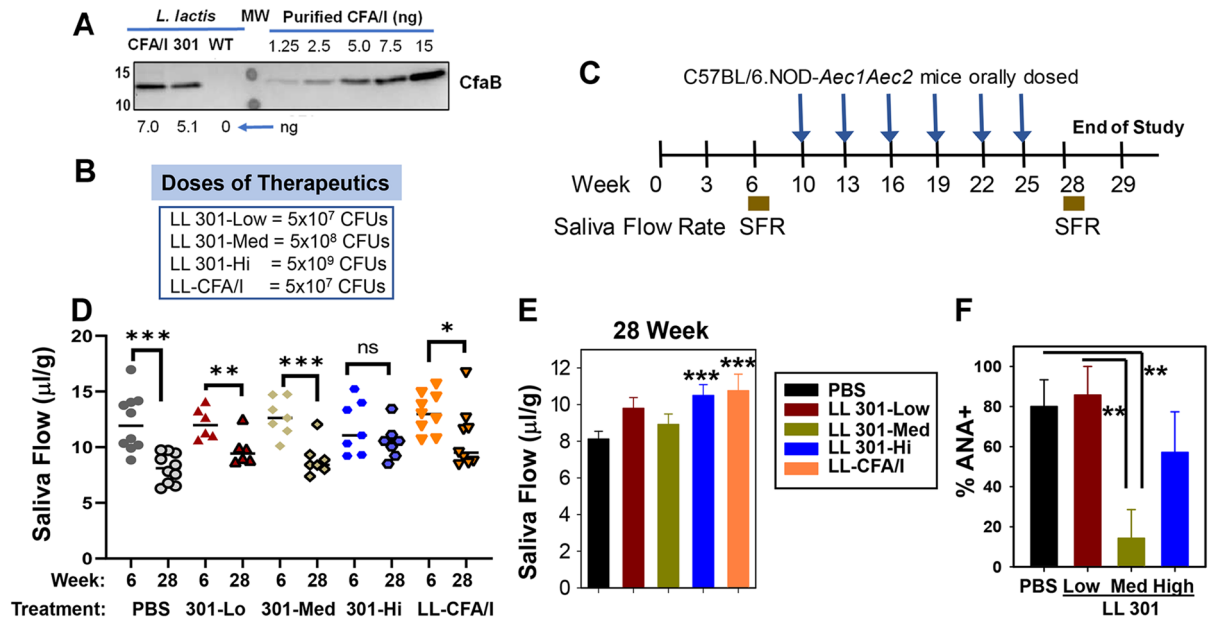 A
L. lactis MW Purified CFA/I (ng)
CFA/I 301 WT 1.25 2.5 5.0 7.5 15
15
10
CfaB
7.0 5.1 0 ng
B
Doses of Therapeutics
LL 301-Low = 5x10⁷ CFUs
LL 301-Med = 5x10⁸ CFUs
LL 301-Hi = 5x10⁹ CFUs
LL-CFA/I = 5x10⁷ CFUs
C
C57BL/6.NOD-Aec1Aec2 mice orally dosed
End of Study
Week 0 3 6 10 13 16 19 22 25 28 29
Saliva Flow Rate SFR SFR
D
Saliva Flow (µl/g)
20
15
10
5
0
*** ** *** ns *
Week: 6 28 6 28 6 28 6 28 6 28
Treatment: PBS 301-Lo 301-Med 301-Hi LL-CFA/I
E
28 Week
Saliva Flow (µl/g)
12
10
8
6
4
2
0
*** ***
PBS
LL 301-Low
LL 301-Med
LL 301-Hi
LL-CFA/I
F
% ANA+
100
80
60
40
20
0
**
**
PBS Low Med High
LL 301